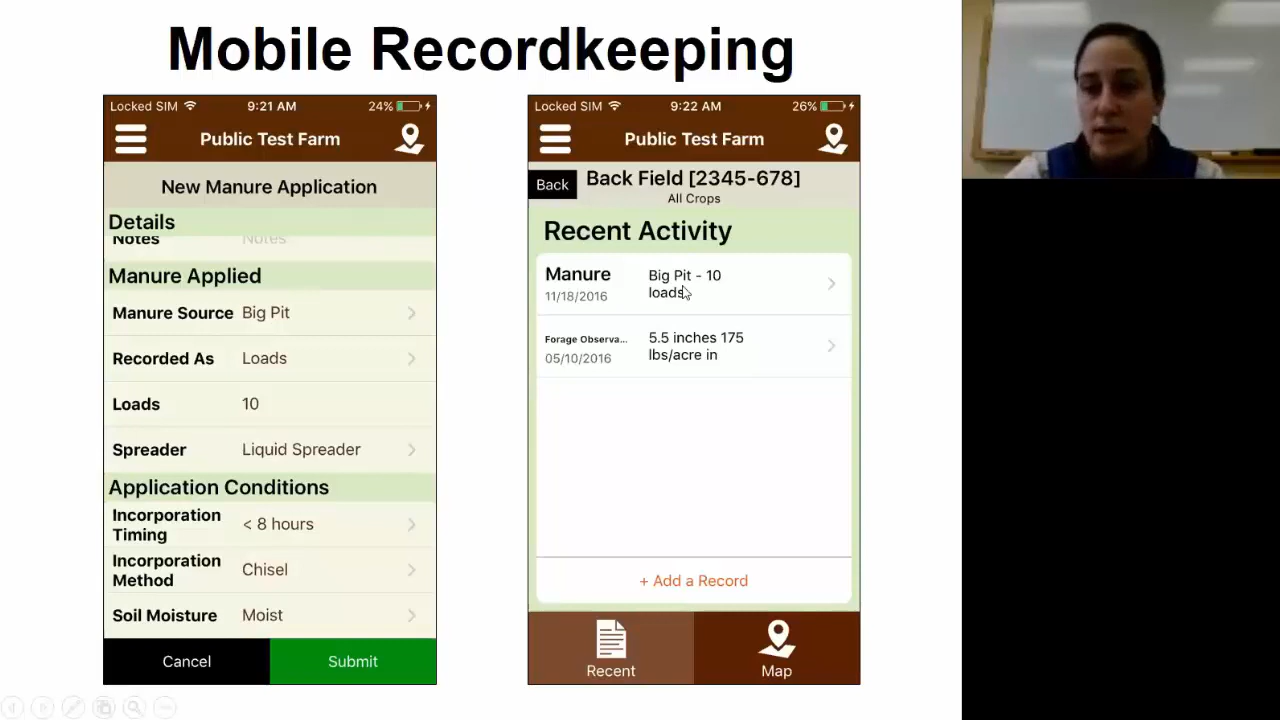 Mobile Recordkeeping
Locked SIM 9:21 AM 24%
Public Test Farm
New Manure Application
Details
Notes Notes
Manure Applied
Manure Source Big Pit
Recorded As Loads
Loads 10
Spreader Liquid Spreader
Application Conditions
Incorporation
Timing < 8 hours
Incorporation
Method Chisel
Soil Moisture Moist
Cancel Submit
Locked SIM 9:22 AM 26%
Public Test Farm
Back Back Field [2345-678]
All Crops
Recent Activity
Manure Big Pit - 10
11/18/2016 loads
Forage Observa... 5.5 inches 175
05/10/2016 lbs/acre in
+ Add a Record
Recent Map